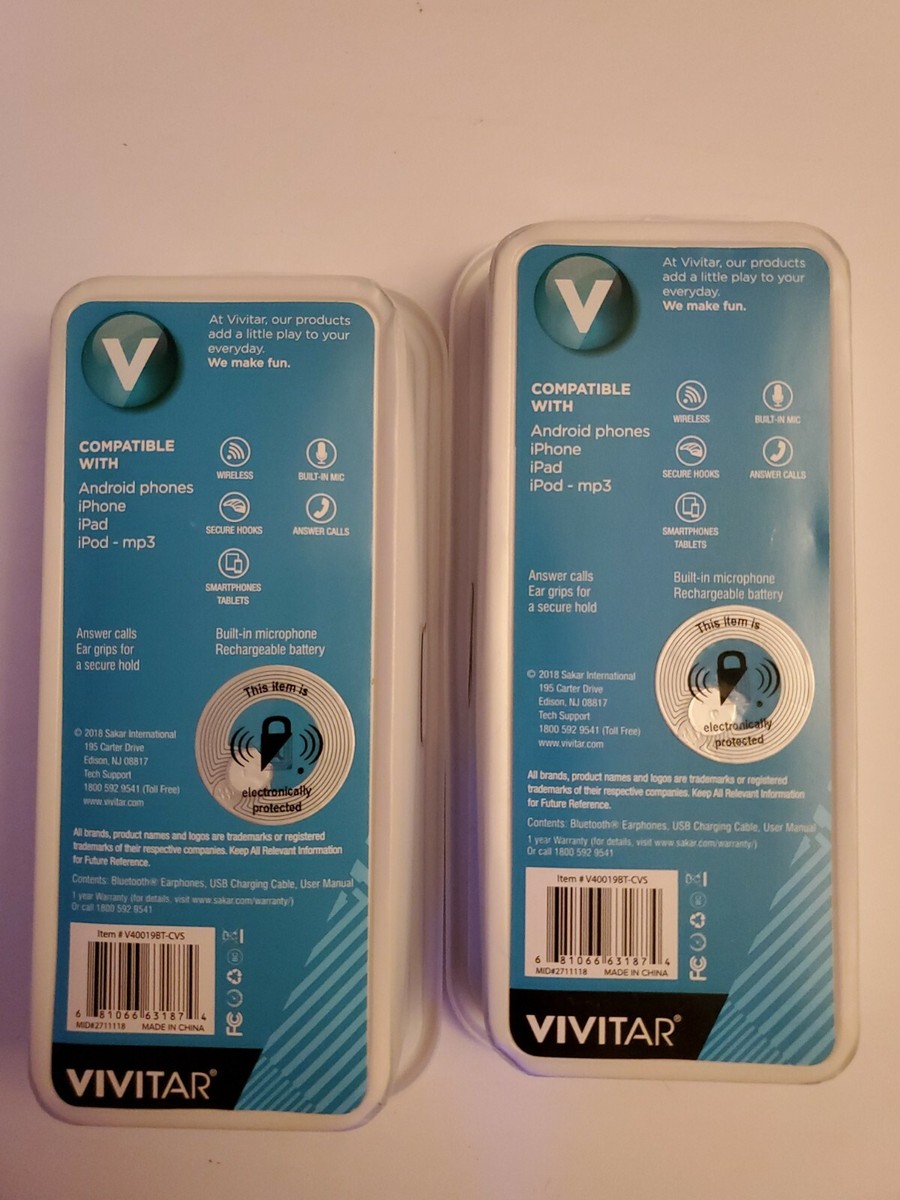 V
At Vivitar, our products
add a little play to your
everyday.
We make fun.
COMPATIBLE
WITH
Android phones
iPhone
iPad
iPod - mp3
WIRELESS
BUILT-IN MIC
SECURE HOOKS
ANSWER CALLS
SMARTPHONES
TABLETS
Answer calls
Ear grips for
a secure hold
Built-in microphone
Rechargeable battery
This item is
electronically
protected
© 2018 Sakar International
195 Carter Drive
Edison, NJ 08817
Tech Support
1800 592 9541 (Toll Free)
www.vivitar.com
All brands, product names and logos are trademarks or registered
trademarks of their respective companies. Keep All Relevant Information
for Future Reference.
Contents: Bluetooth® Earphones, USB Charging Cable, User Manual
1 year Warranty (for details, visit www.sakar.com/warranty/)
Or call 1800 592 9541
Item # V40019BT-CVS
6 81066 63187 4
MID#2711118 MADE IN CHINA
FC
VIVITAR®
V
At Vivitar, our products
add a little play to your
everyday.
We make fun.
COMPATIBLE
WITH
Android phones
iPhone
iPad
iPod - mp3
WIRELESS
BUILT-IN MIC
SECURE HOOKS
ANSWER CALLS
SMARTPHONES
TABLETS
Answer calls
Ear grips for
a secure hold
Built-in microphone
Rechargeable battery
This item is
electronically
protected
© 2018 Sakar International
195 Carter Drive
Edison, NJ 08817
Tech Support
1800 592 9541 (Toll Free)
www.vivitar.com
All brands, product names and logos are trademarks or registered
trademarks of their respective companies. Keep All Relevant Information
for Future Reference.
Contents: Bluetooth® Earphones, USB Charging Cable, User Manual
1 year Warranty (for details, visit www.sakar.com/warranty/)
Or call 1800 592 9541
Item # V40019BT-CVS
6 81066 63187 4
MID#2711118 MADE IN CHINA
FC
VIVITAR®